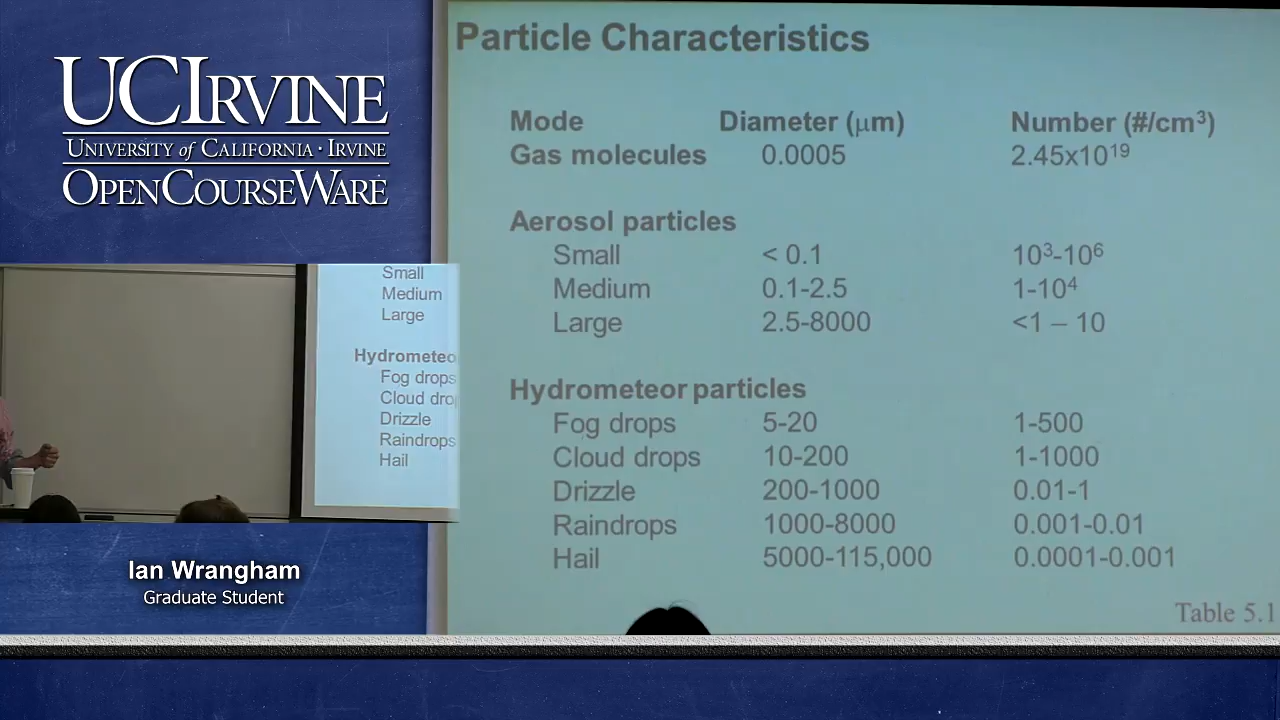 UCIRVINE
UNIVERSITY of CALIFORNIA · IRVINE
OPENCOURSEWARE
Small
Medium
Large
Hydrometeo
Fog drops
Cloud dro
Drizzle
Raindrops
Hail
Ian Wrangham
Graduate Student
Particle Characteristics
Mode Diameter (μm) Number (#/cm³)
Gas molecules 0.0005 2.45x10¹⁹
Aerosol particles
Small < 0.1 10³-10⁶
Medium 0.1-2.5 1-10⁴
Large 2.5-8000 <1 – 10
Hydrometeor particles
Fog drops 5-20 1-500
Cloud drops 10-200 1-1000
Drizzle 200-1000 0.01-1
Raindrops 1000-8000 0.001-0.01
Hail 5000-115,000 0.0001-0.001
Table 5.1